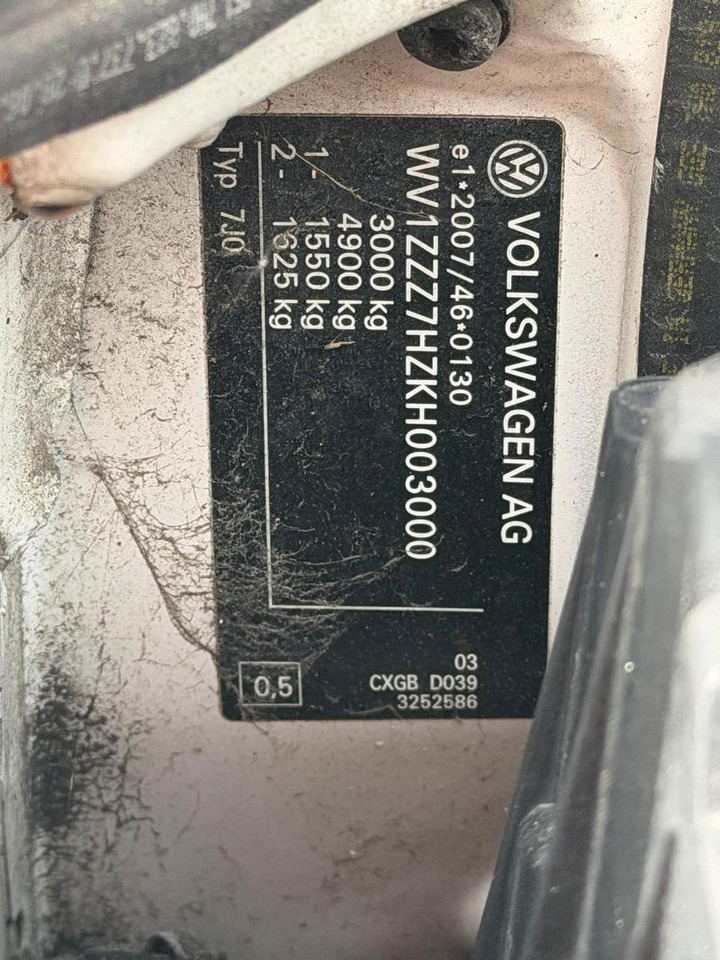 VOLKSWAGEN AG
e1*2007/46*0130
WV1ZZZ7HZKH003000
3000 kg
4900 kg
1- 1550 kg
2- 1625 kg
Typ 7J0
03
CXGB D039
3252586
0,5